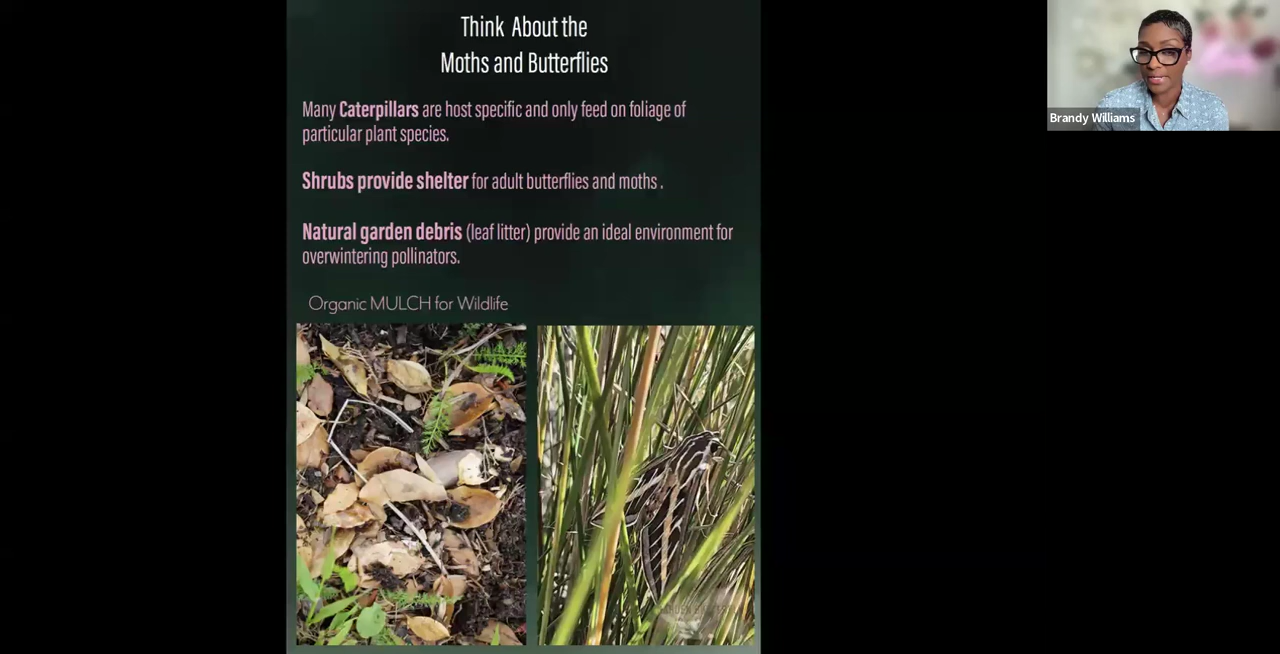 Think About the
Moths and Butterflies
Many Caterpillars are host specific and only feed on foliage of
particular plant species.
Shrubs provide shelter for adult butterflies and moths .
Natural garden debris (leaf litter) provide an ideal environment for
overwintering pollinators.
Organic MULCH for Wildlife
Brandy Williams